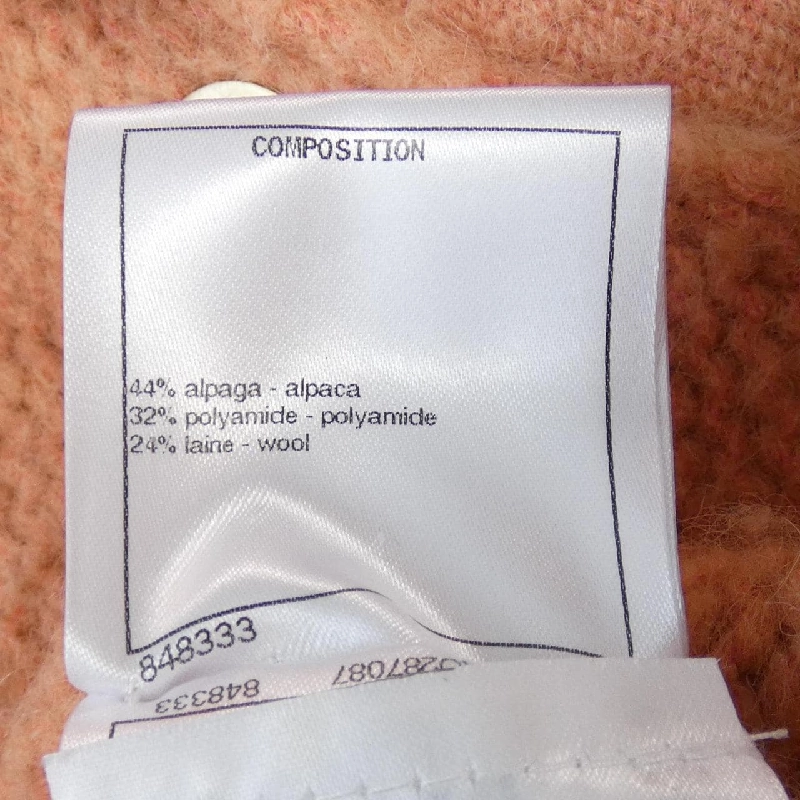 COMPOSITION
44% alpaga - alpaca
32% polyamide - polyamide
24% laine - wool
848333
848333